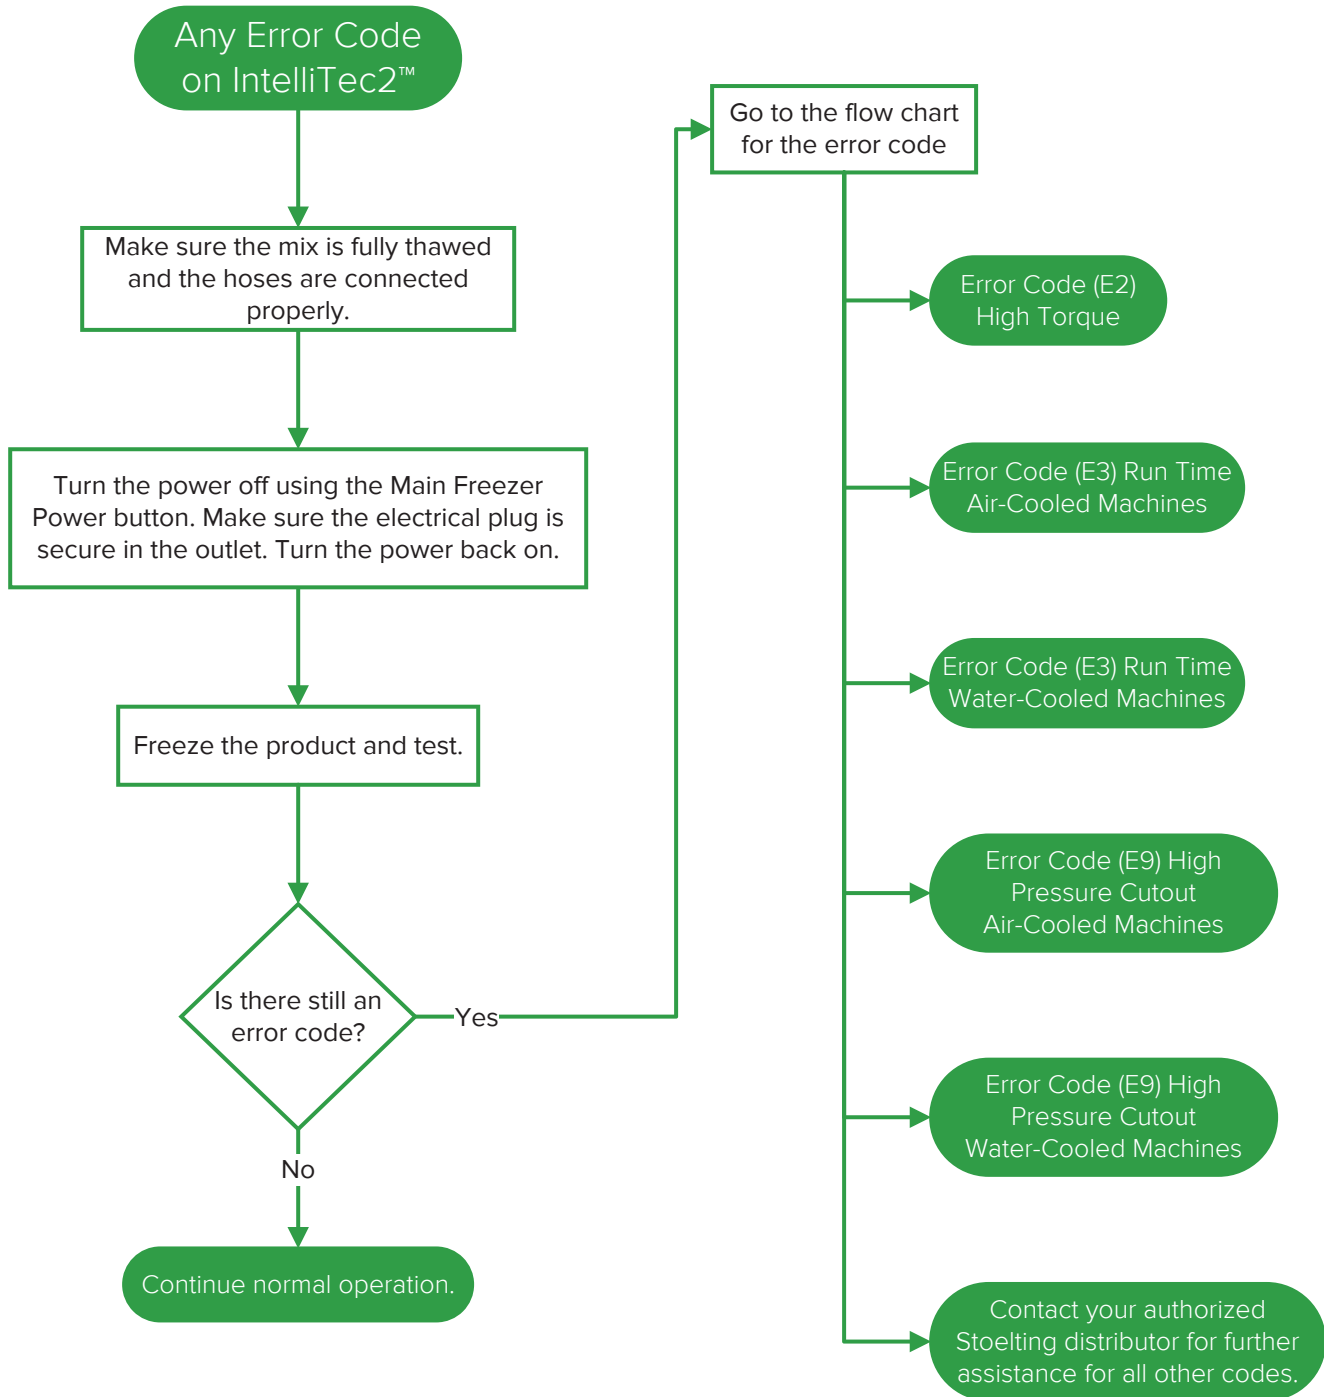 Any Error Code
on IntelliTec2™
Make sure the mix is fully thawed
and the hoses are connected
properly.
Turn the power off using the Main Freezer
Power button. Make sure the electrical plug is
secure in the outlet. Turn the power back on.
Freeze the product and test.
Is there still an
error code?
Yes
No
Continue normal operation.
Go to the flow chart
for the error code
Error Code (E2)
High Torque
Error Code (E3) Run Time
Air-Cooled Machines
Error Code (E3) Run Time
Water-Cooled Machines
Error Code (E9) High
Pressure Cutout
Air-Cooled Machines
Error Code (E9) High
Pressure Cutout
Water-Cooled Machines
Contact your authorized
Stoelting distributor for further
assistance for all other codes.